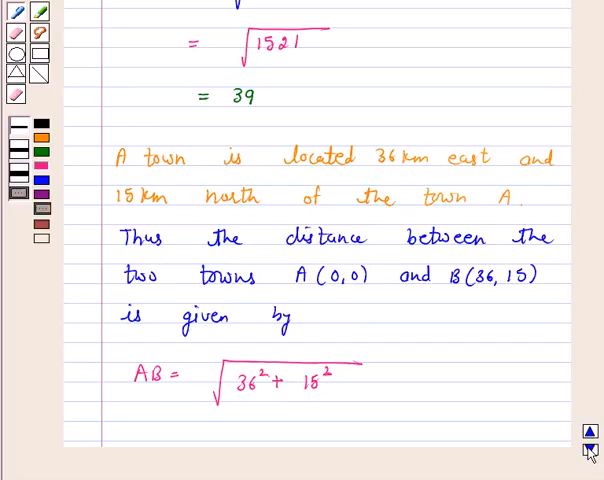 = √1521
= 39
A town is located 36 km east and
15 km north of the town A.
Thus the distance between the
two towns A (0,0) and B (36, 15)
is given by
AB = √36² + 15²